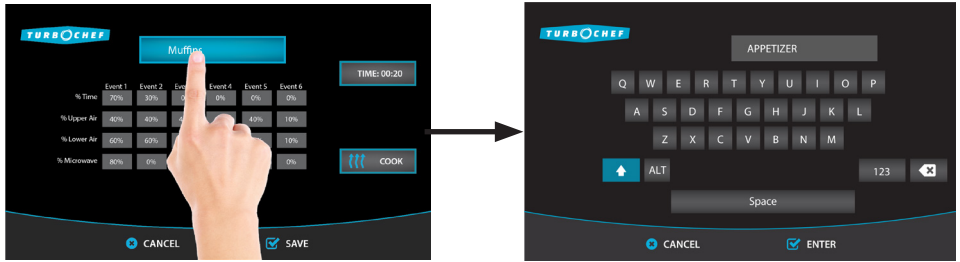 TURBOCHEF
Muffins
TIME: 00:20
Event 1 Event 2 Event 4 Event 5 Event 6
% Time 70% 30% 0% 0% 0%
% Upper Air 40% 40% 40% 10%
% Lower Air 60% 60% 10%
% Microwave 80% 0% 0%
COOK
CANCEL SAVE
TURBOCHEF
APPETIZER
Q W E R T Y U I O P
A S D F G H J K L
Z X C V B N M
ALT 123
Space
CANCEL ENTER